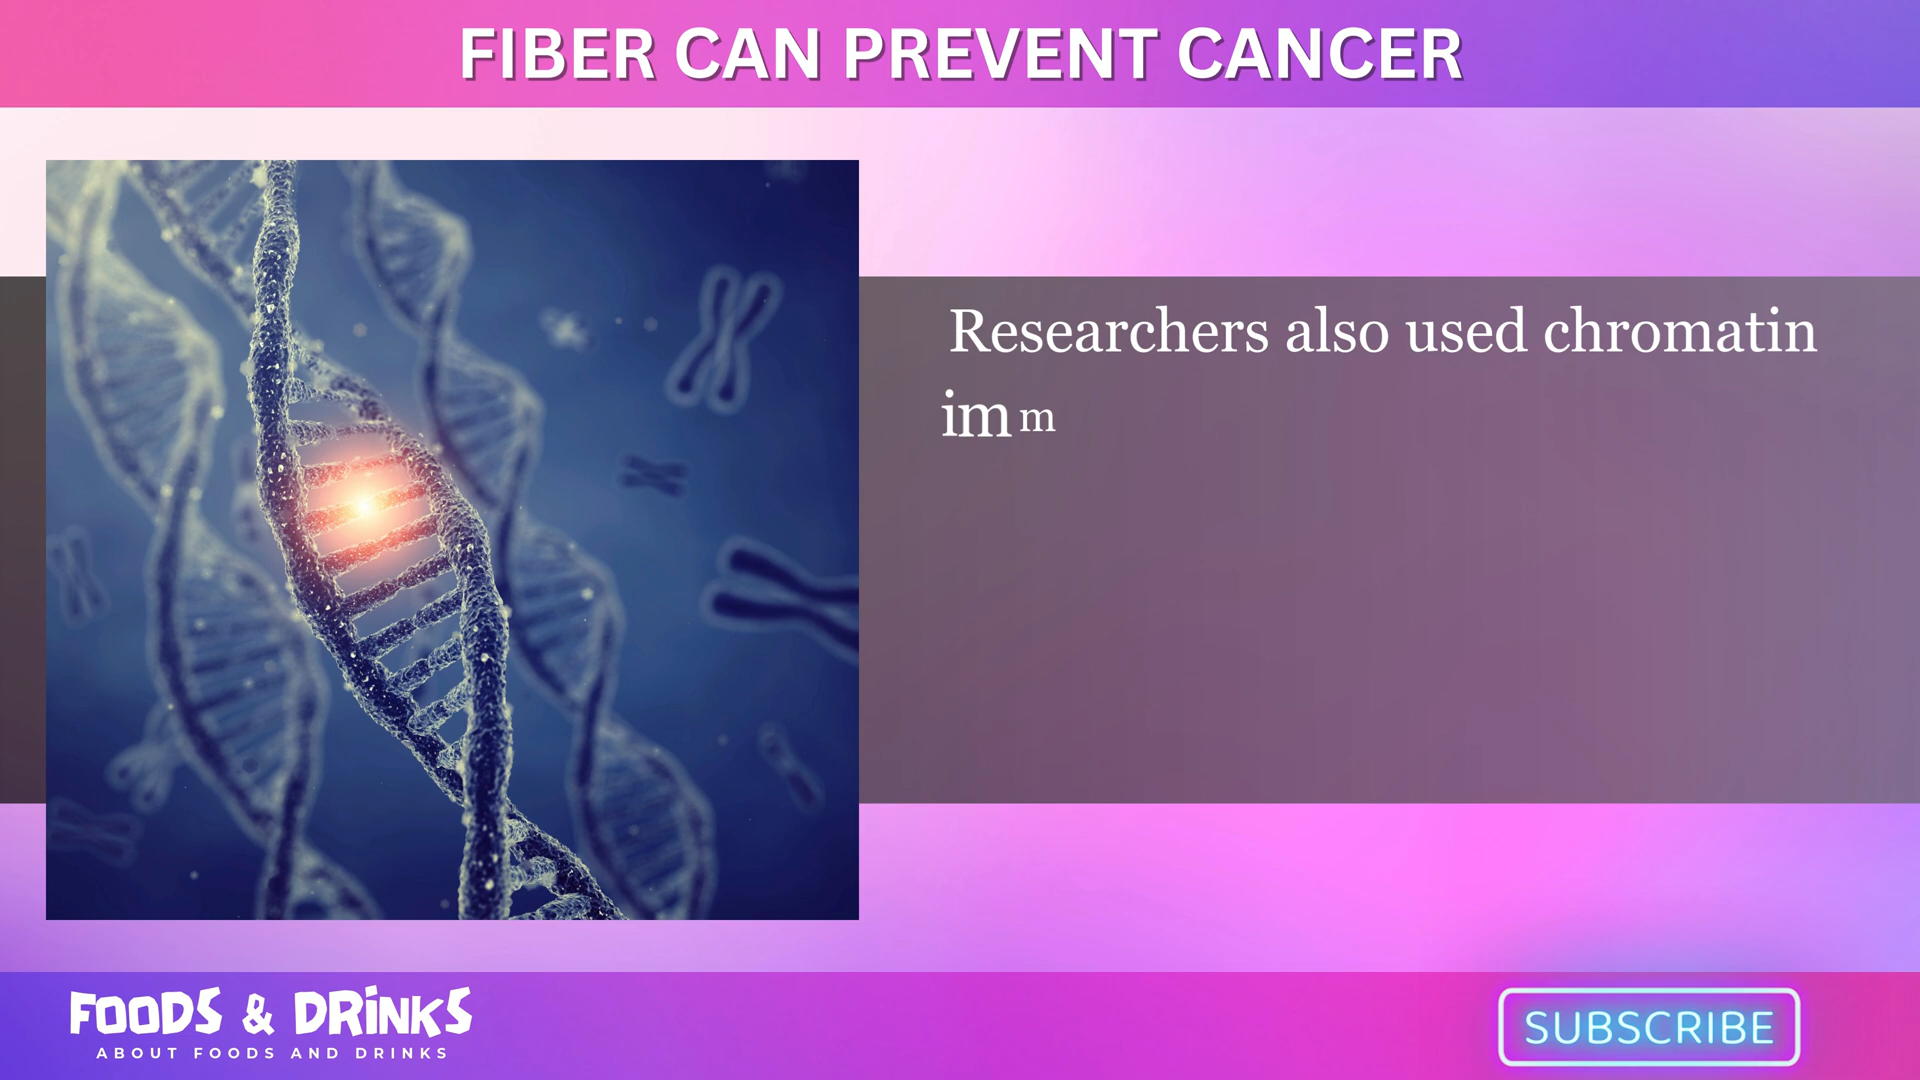 FIBER CAN PREVENT CANCER
Researchers also used chromatin
imm
FOODS & DRiNKS
ABOUT FOODS AND DRINKS
SUBSCRIBE